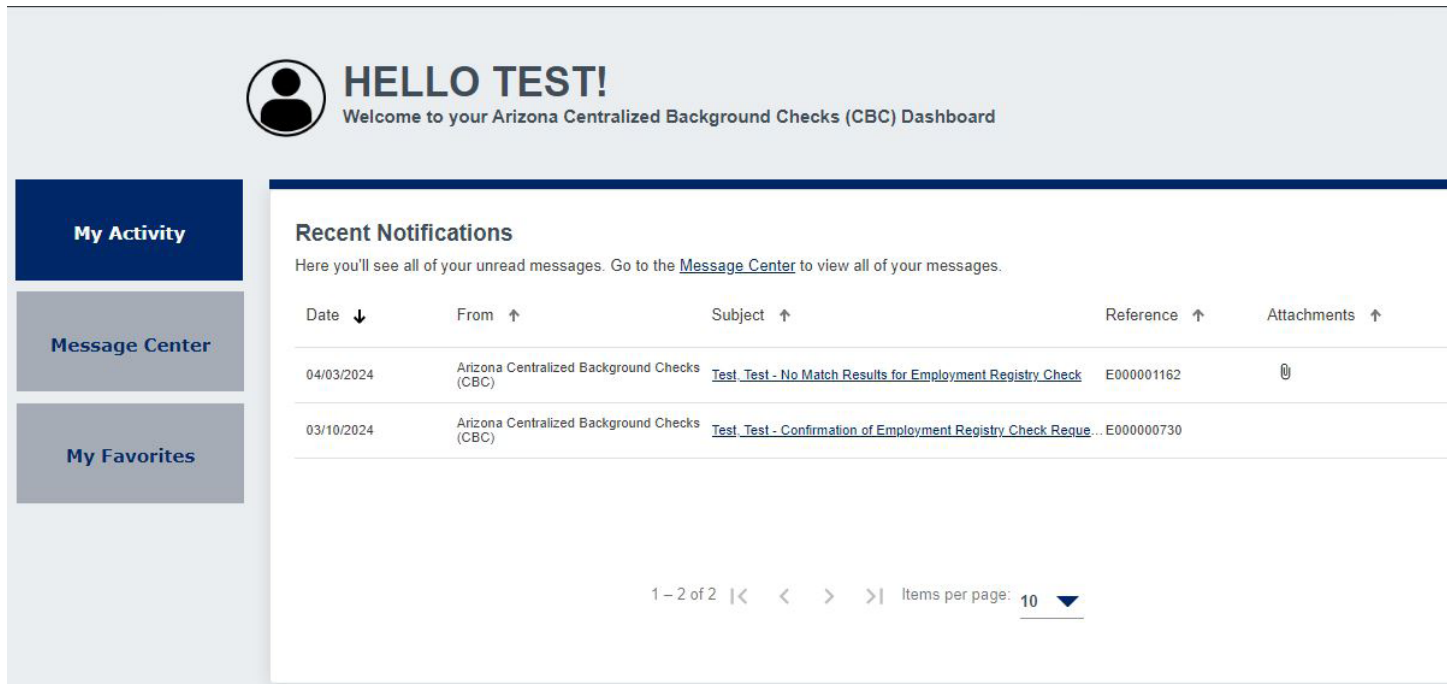 HELLO TEST!
Welcome to your Arizona Centralized Background Checks (CBC) Dashboard
My Activity
Message Center
My Favorites
Recent Notifications
Here you'll see all of your unread messages. Go to the Message Center to view all of your messages.
Date From Subject Reference Attachments
04/03/2024 Arizona Centralized Background Checks (CBC) Test, Test - No Match Results for Employment Registry Check E000001162
03/10/2024 Arizona Centralized Background Checks (CBC) Test, Test - Confirmation of Employment Registry Check Reque... E000000730
1 – 2 of 2 Items per page: 10